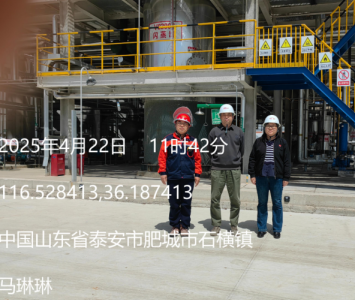 2025年4月22日 11时42分
116.528413,36.187413
中国山东省泰安市肥城市石横镇
马琳琳